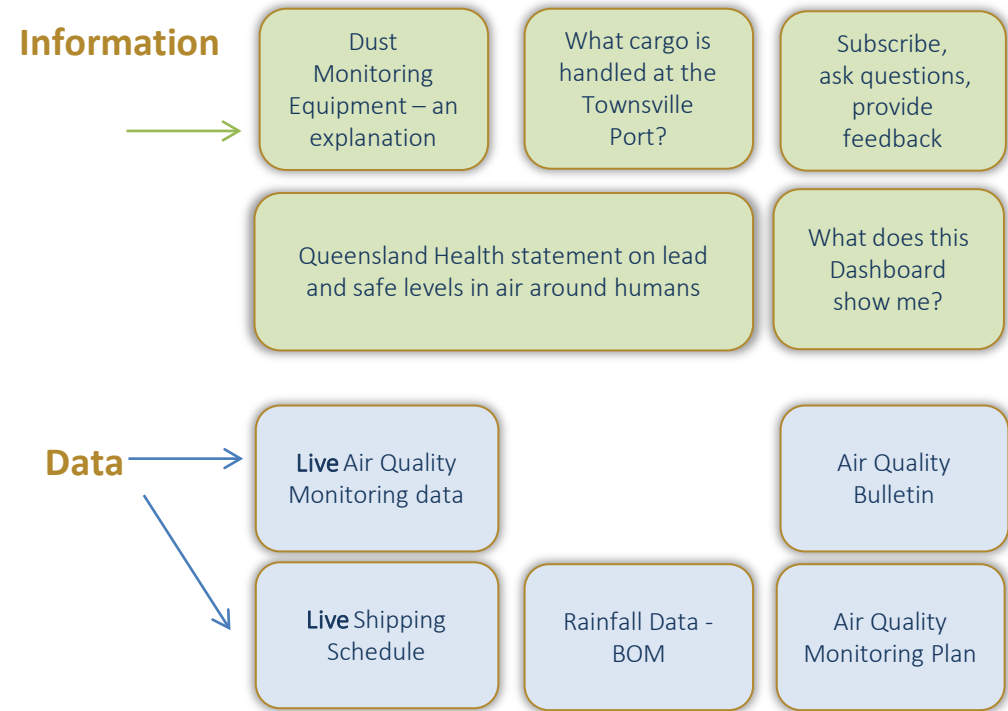 Information
Dust
Monitoring
Equipment – an
explanation
What cargo is
handled at the
Townsville
Port?
Subscribe,
ask questions,
provide
feedback
Queensland Health statement on lead
and safe levels in air around humans
What does this
Dashboard
show me?
Data
Live Air Quality
Monitoring data
Air Quality
Bulletin
Live Shipping
Schedule
Rainfall Data -
BOM
Air Quality
Monitoring Plan